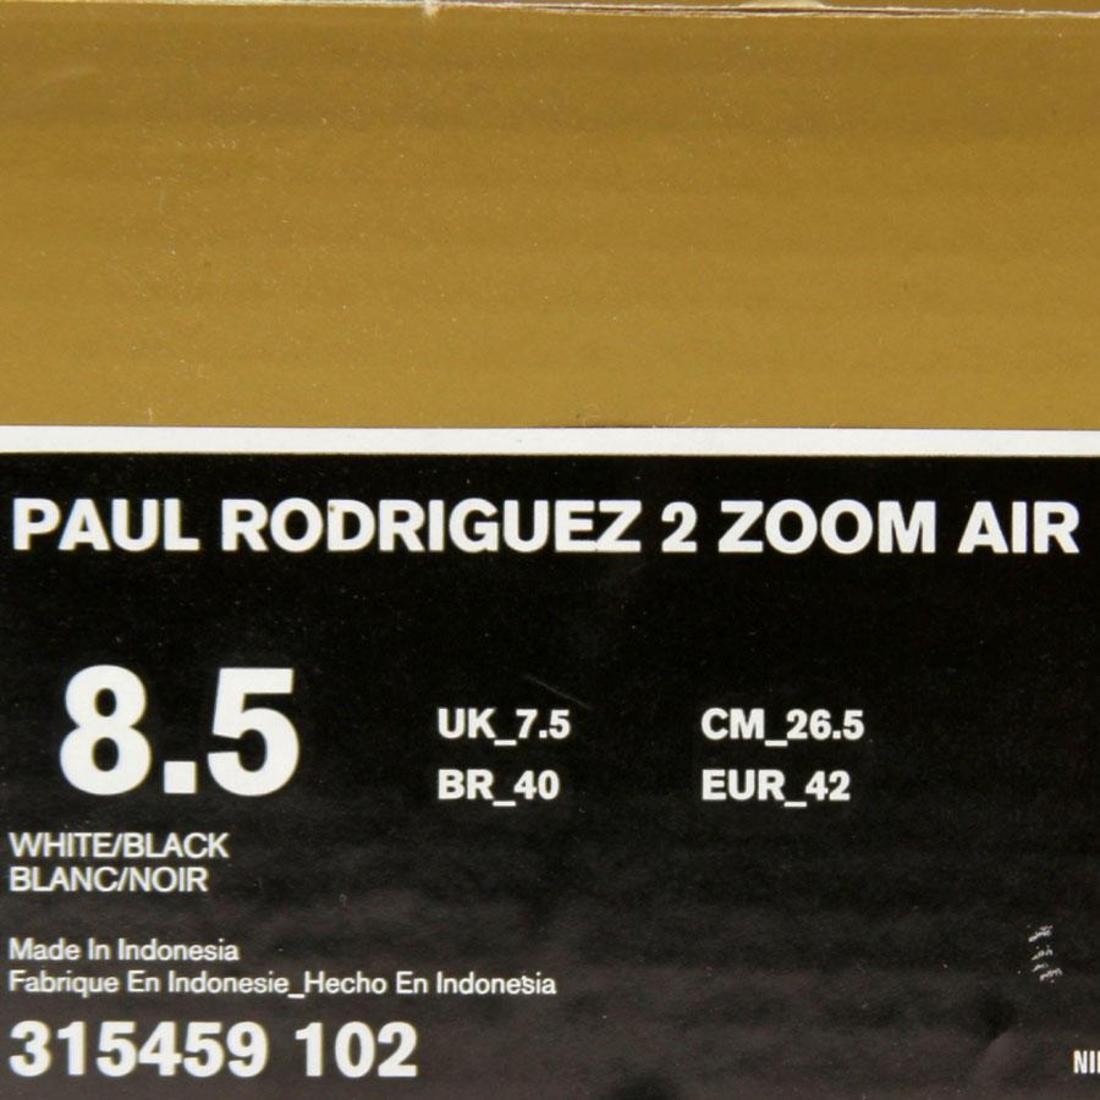 PAUL RODRIGUEZ 2 ZOOM AIR
8.5
UK_7.5 CM_26.5
BR_40 EUR_42
WHITE/BLACK
BLANC/NOIR
Made In Indonesia
Fabrique En Indonesie_Hecho En Indonesia
315459 102